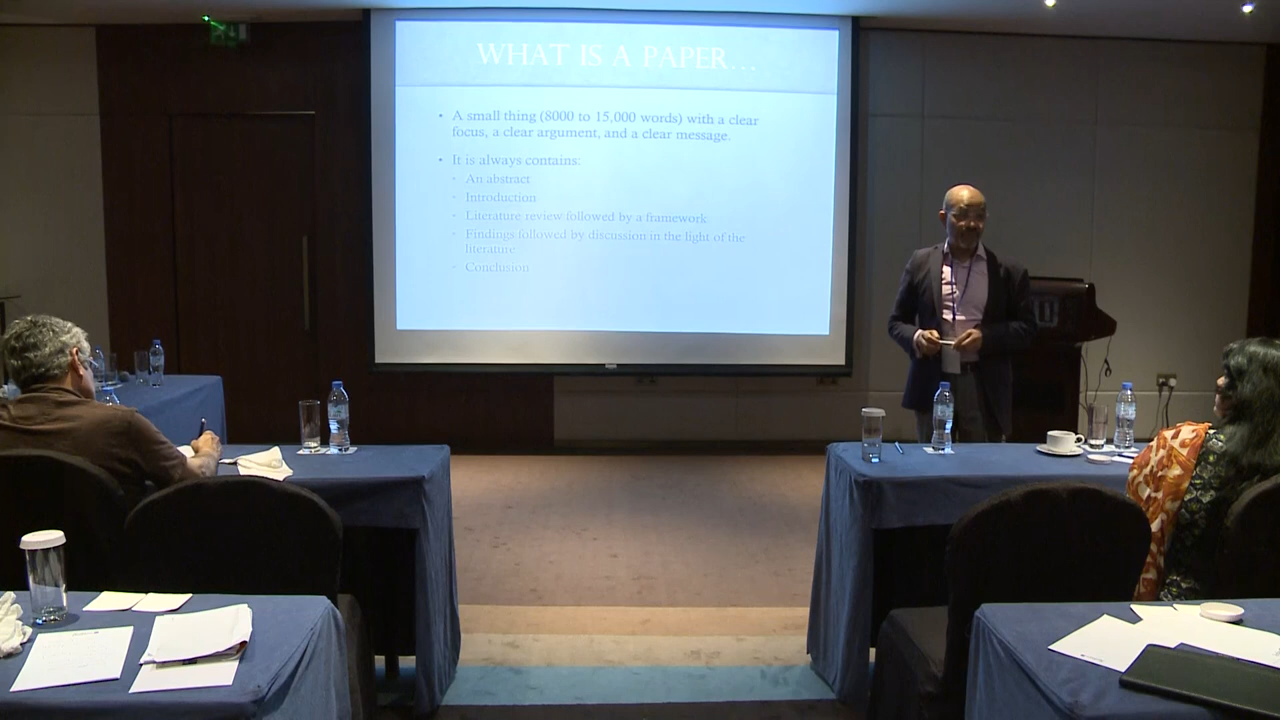 WHAT IS A PAPER…
• A small thing (8000 to 15,000 words) with a clear
focus, a clear argument, and a clear message.
• It is always contains:
• An abstract
• Introduction
• Literature review followed by a framework
• Findings followed by discussion in the light of the
literature
• Conclusion